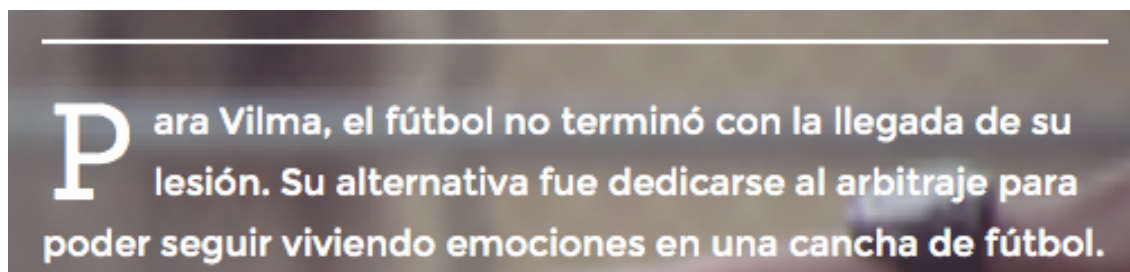 Para Vilma, el fútbol no terminó con la llegada de su
lesión. Su alternativa fue dedicarse al arbitraje para
poder seguir viviendo emociones en una cancha de fútbol.